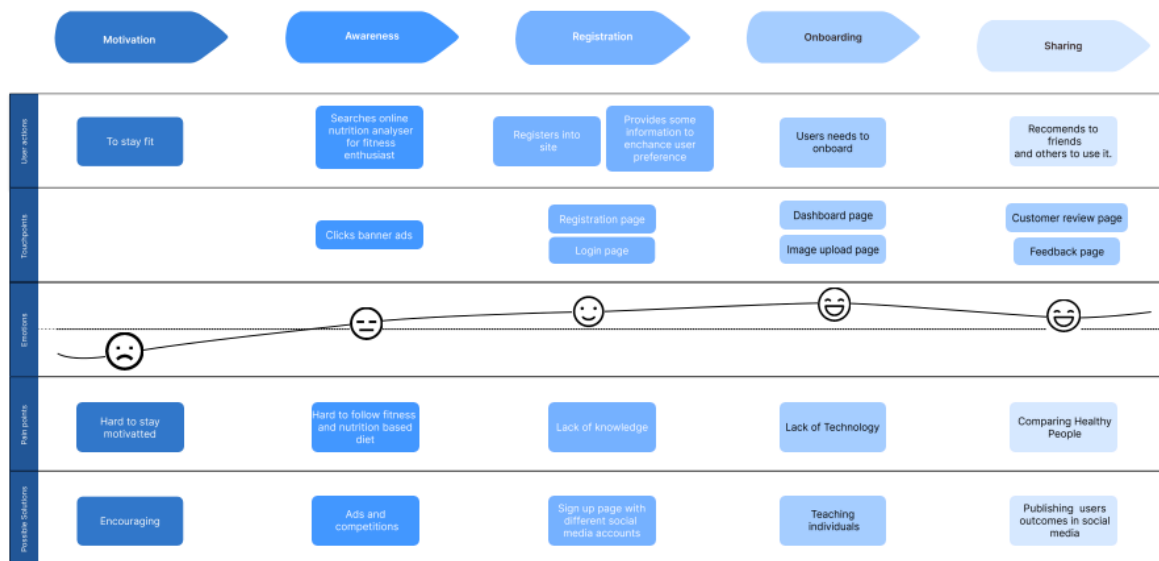 Motivation
Awareness
Registration
Onboarding
Sharing
User actions
To stay fit
Searches online
nutrition analyser
for fitness
enthusiast
Registers into
site
Provides some
information to
enchance user
preference
Users needs to
onboard
Recomends to
friends
and others to use it.
Touchpoints
Clicks banner ads
Registration page
Login page
Dashboard page
Image upload page
Customer review page
Feedback page
Emotions
Pain points
Hard to stay
motivatted
Hard to follow fitness
and nutrition based
diet
Lack of knowledge
Lack of Technology
Comparing Healthy
People
Possible Solutions
Encouraging
Ads and
competitions
Sign up page with
different social
media accounts
Teaching
individuals
Publishing users
outcomes in social
media